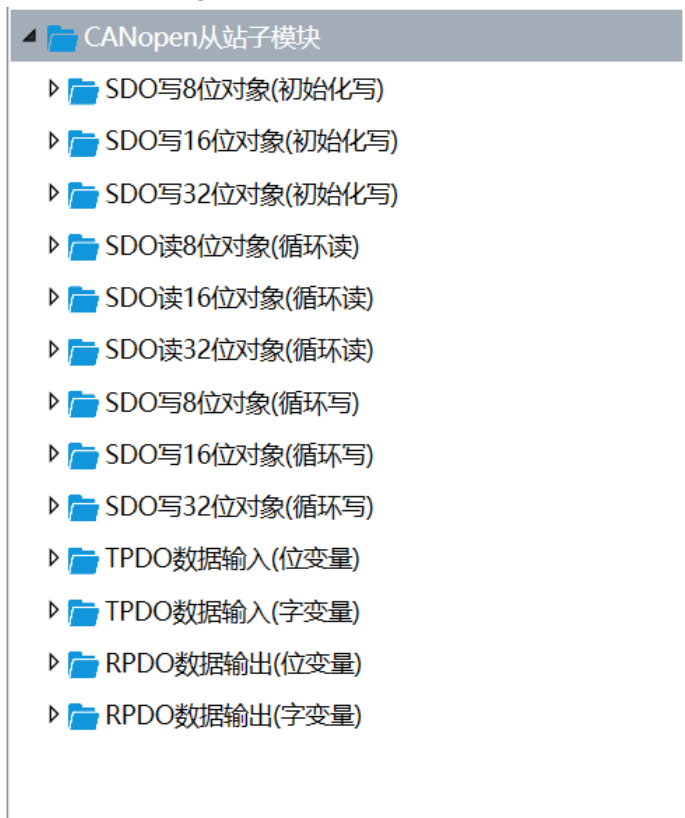 CANopen从站子模块
SDO写8位对象(初始化写)
SDO写16位对象(初始化写)
SDO写32位对象(初始化写)
SDO读8位对象(循环读)
SDO读16位对象(循环读)
SDO读32位对象(循环读)
SDO写8位对象(循环写)
SDO写16位对象(循环写)
SDO写32位对象(循环写)
TPDO数据输入(位变量)
TPDO数据输入(字变量)
RPDO数据输出(位变量)
RPDO数据输出(字变量)